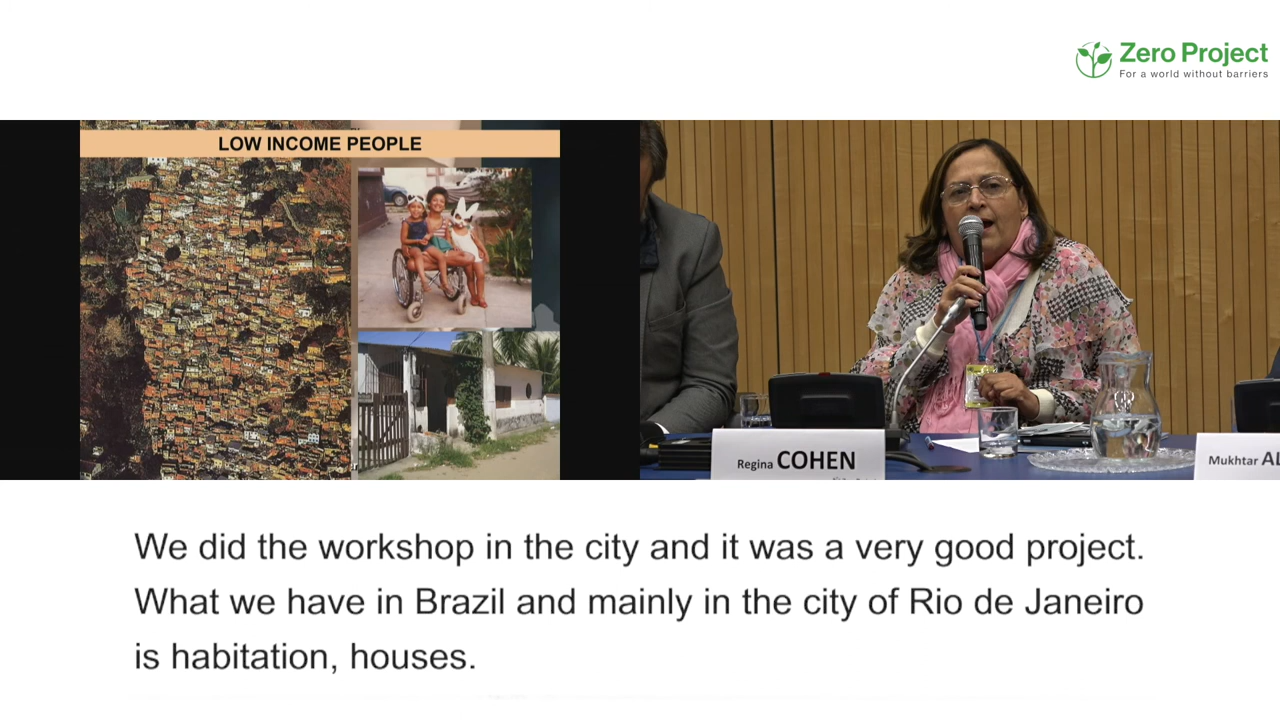 Zero Project
For a world without barriers
LOW INCOME PEOPLE
Regina COHEN
Mukhtar AL
We did the workshop in the city and it was a very good project.
What we have in Brazil and mainly in the city of Rio de Janeiro
is habitation, houses.